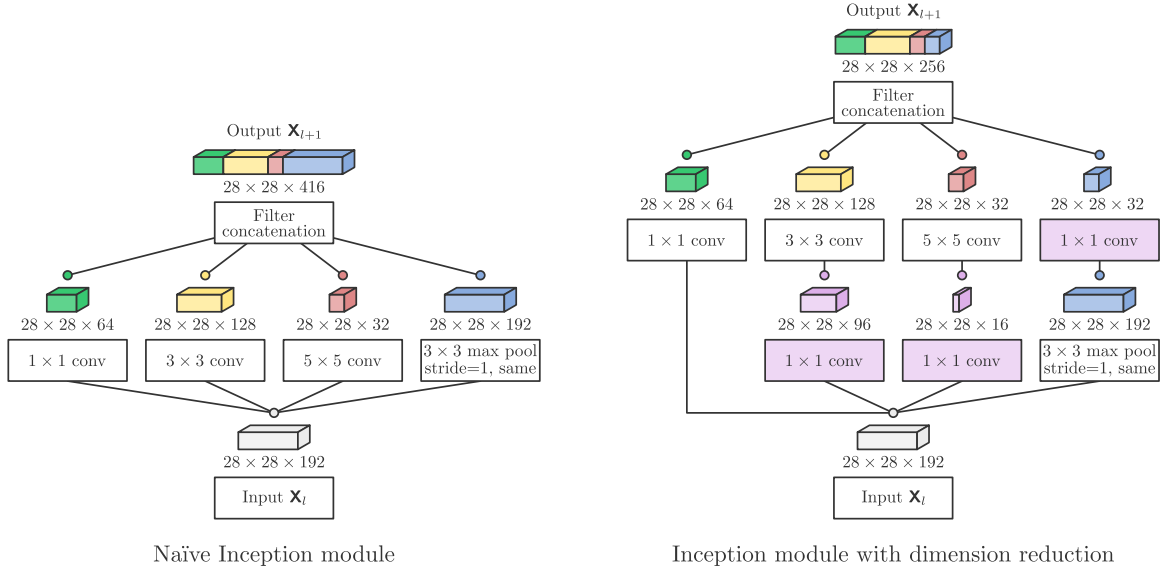 Output X_{l+1}
28 × 28 × 416
Filter
concatenation
28 × 28 × 64
28 × 28 × 128
28 × 28 × 32
28 × 28 × 192
1 × 1 conv
3 × 3 conv
5 × 5 conv
3 × 3 max pool
stride=1, same
28 × 28 × 192
Input X_l
Naïve Inception module
Output X_{l+1}
28 × 28 × 256
Filter
concatenation
28 × 28 × 64
28 × 28 × 128
28 × 28 × 32
28 × 28 × 32
1 × 1 conv
3 × 3 conv
5 × 5 conv
1 × 1 conv
28 × 28 × 96
28 × 28 × 16
28 × 28 × 192
1 × 1 conv
1 × 1 conv
3 × 3 max pool
stride=1, same
28 × 28 × 192
Input X_l
Inception module with dimension reduction